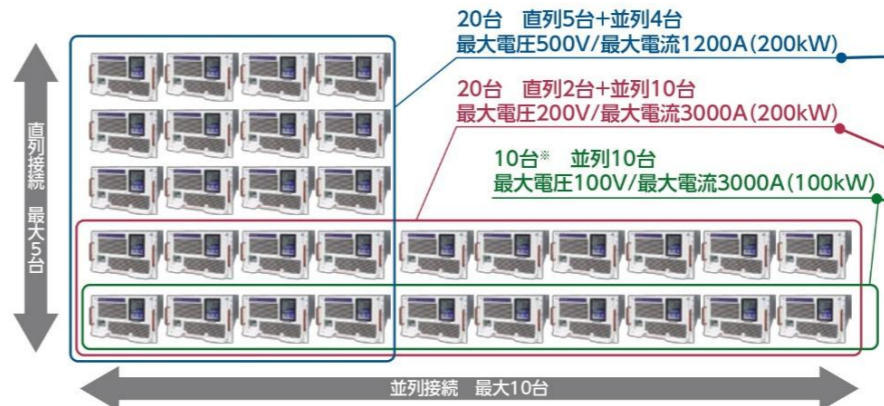 20台 直列5台+並列4台
最大電圧500V/最大電流1200A(200kW)
20台 直列2台+並列10台
最大電圧200V/最大電流3000A(200kW)
10台※ 並列10台
最大電圧100V/最大電流3000A(100kW)
直列接続 最大5台
並列接続 最大10台